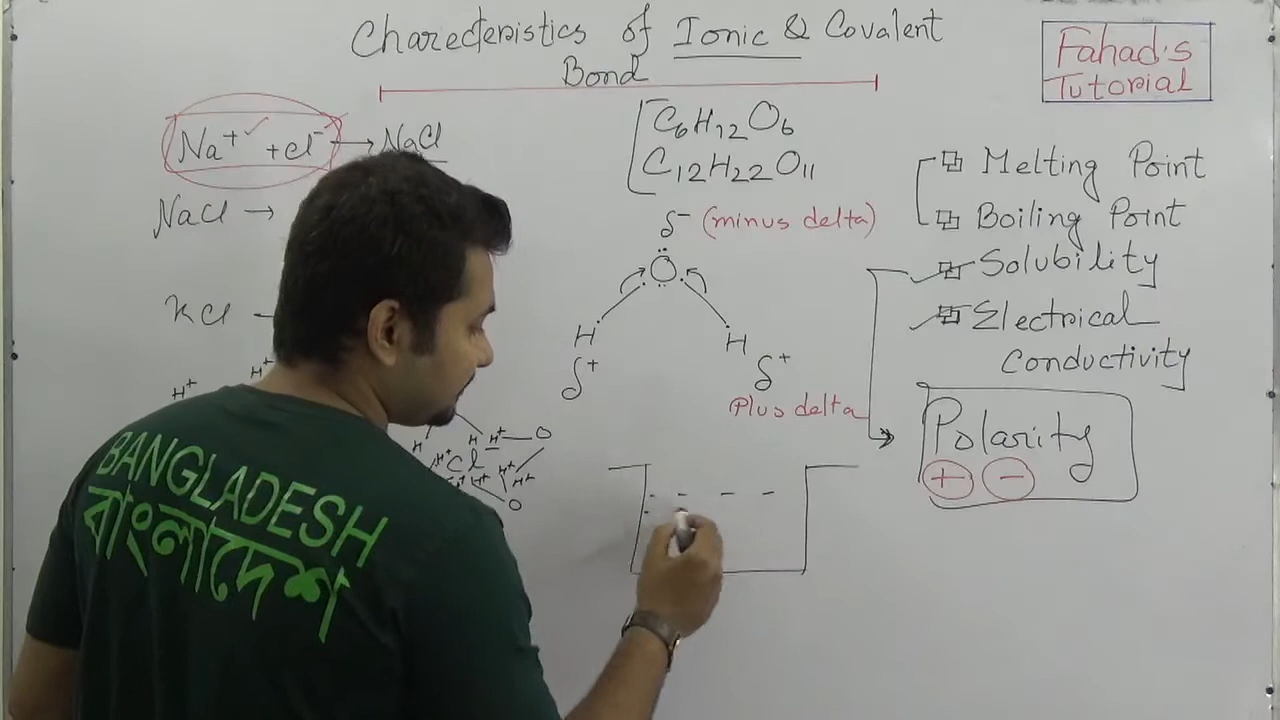 Charecteristics of Ionic & Covalent
Bond
Fahad's
Tutorial
Na⁺ + Cl⁻ → NaCl
NaCl →
KCl
C₆H₁₂O₆
C₁₂H₂₂O₁₁
δ⁻ (minus delta)
O
H H
δ⁺ δ⁺
Plus delta
Melting Point
Boiling Point
Solubility
Electrical
Conductivity
Polarity
+ −
H⁺ H⁺
H H H⁺ O
H⁺ Cl H⁺
H⁺ H⁺
O
BANGLADESH
বাংলাদেশ